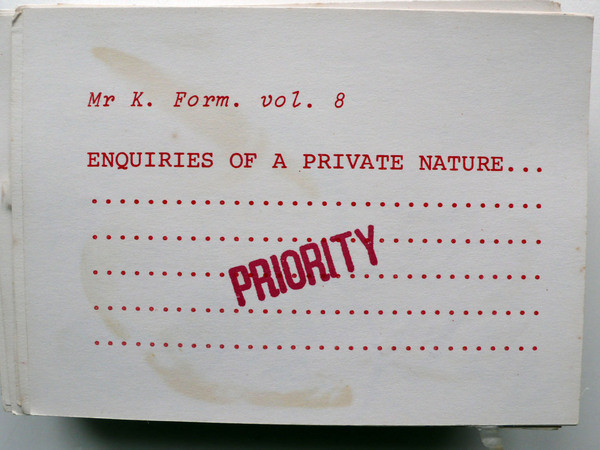 Mr K. Form. vol. 8
ENQUIRIES OF A PRIVATE NATURE...
PRIORITY